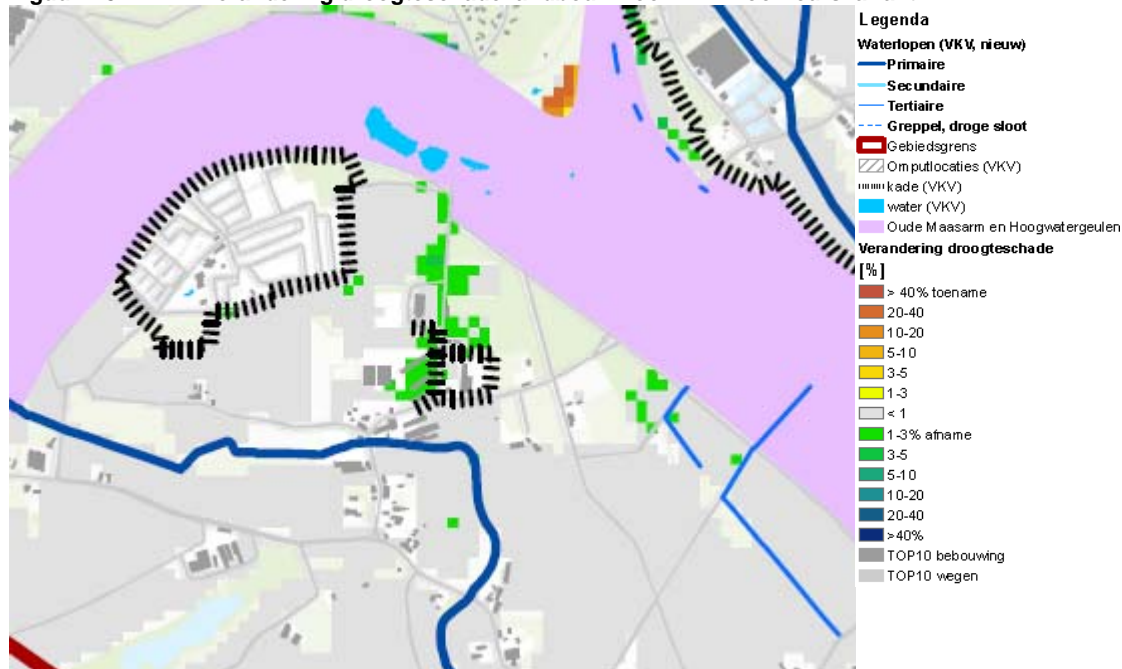 Legenda
Waterlopen (VKV, nieuw)
Primaire
Secundaire
Tertiaire
Greppel, droge sloot
Gebiedsgrens
Omputlocaties (VKV)
kade (VKV)
water (VKV)
Oude Maasarm en Hoogwatergeulen
Verandering droogteschade
[%]
> 40% toename
20-40
10-20
5-10
3-5
1-3
< 1
1-3% afname
3-5
5-10
10-20
20-40
>40%
TOP10 bebouwing
TOP10 wegen